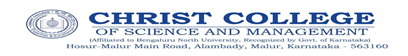 CHRIST COLLEGE
OF SCIENCE AND MANAGEMENT
(Affiliated to Bengaluru North University, Recognized by Govt. of Karnataka)
Hosur-Malur Main Road, Alambady, Malur, Karnataka - 563160